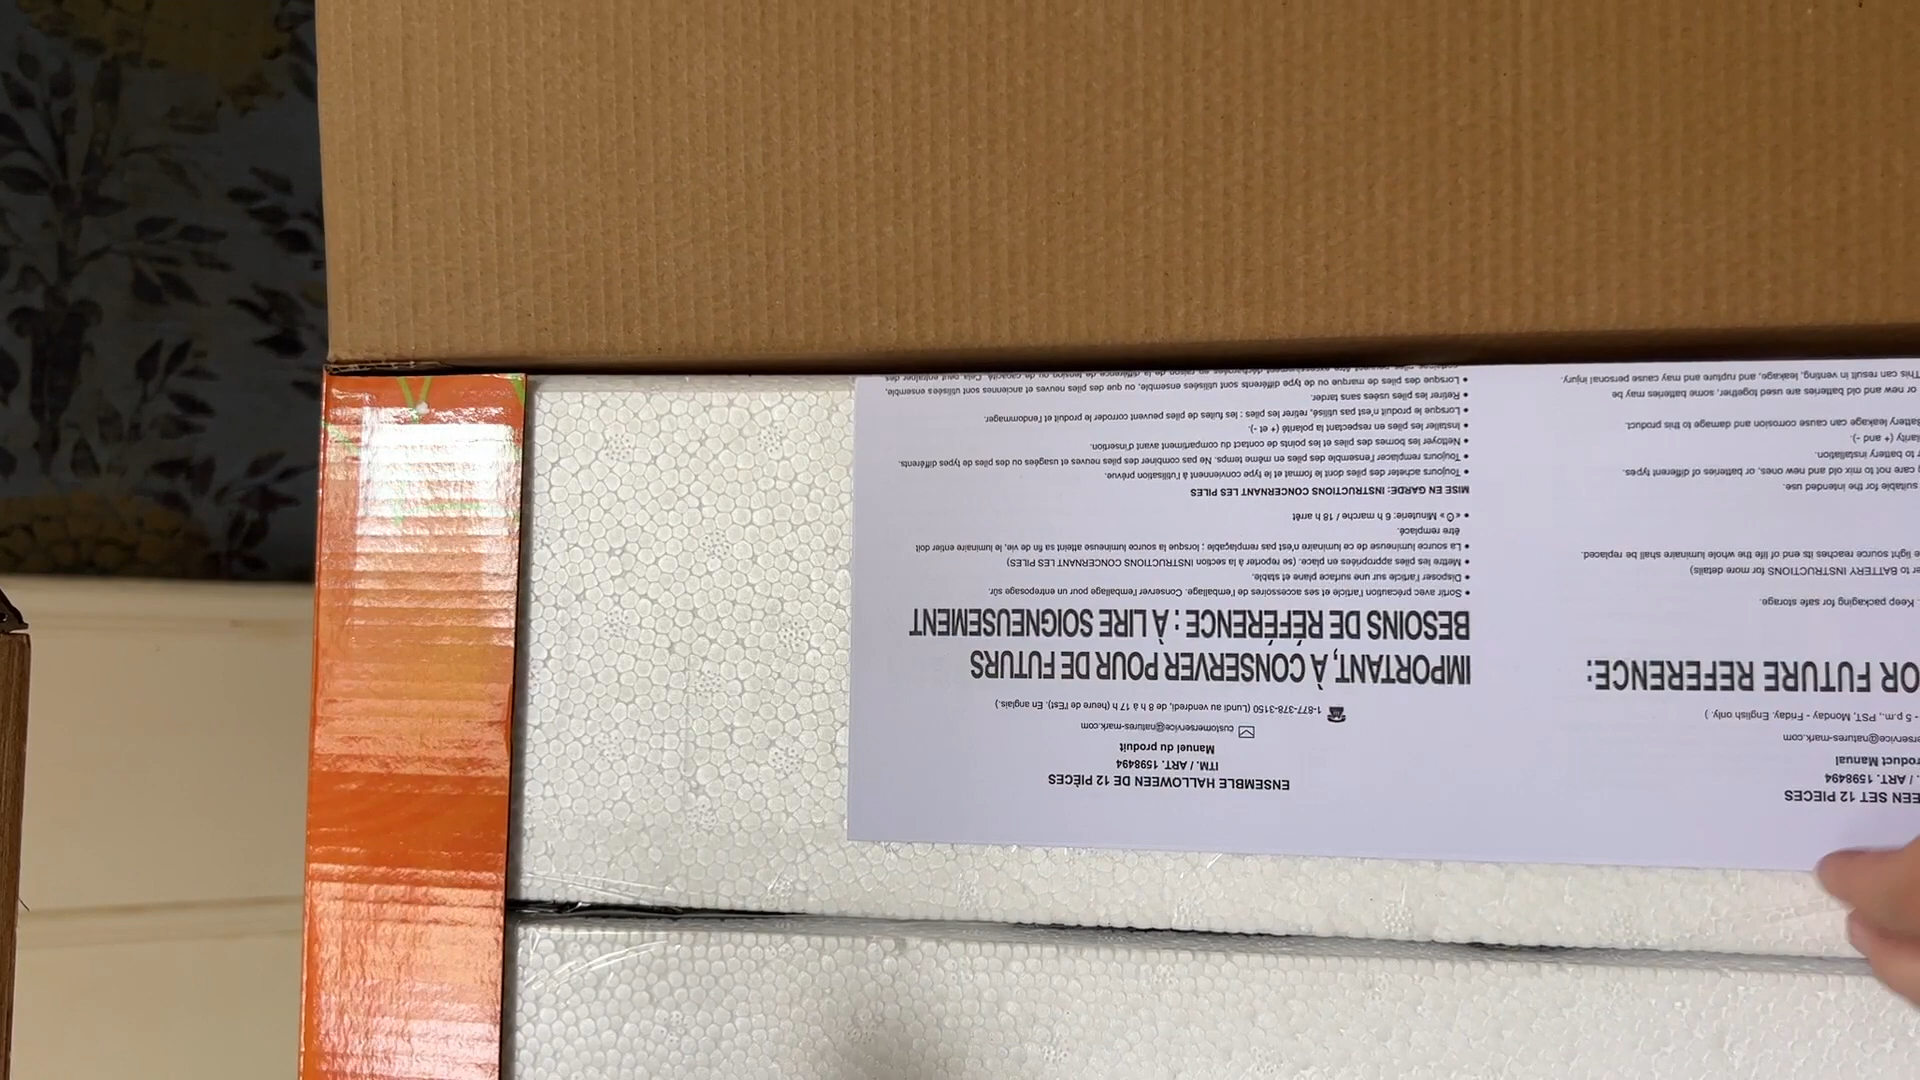 ENSEMBLE HALLOWEEN DE 12 PIÈCES
ITM. / ART. 1598494
Manuel du produit
customerservice@natures-mark.com
1-877-378-3150 (Lundi au vendredi, de 8 h à 17 h (heure de l'Est). En anglais.)
IMPORTANT, À CONSERVER POUR DE FUTURS
BESOINS DE RÉFÉRENCE : À LIRE SOIGNEUSEMENT
• Sortir avec précaution l'article et ses accessoires de l'emballage. Conserver l'emballage pour un entreposage sûr.
• Disposer l'article sur une surface plane et stable.
• Mettre les piles appropriées en place. (se reporter à la section INSTRUCTIONS CONCERNANT LES PILES)
• La source lumineuse de ce luminaire n'est pas remplaçable ; lorsque la source lumineuse atteint sa fin de vie, le luminaire entier doit
être remplacé.
• «⏲» Minuterie: 6 h marche / 18 h arrêt
MISE EN GARDE: INSTRUCTIONS CONCERNANT LES PILES
• Toujours acheter des piles dont le format et le type conviennent à l'utilisation prévue.
• Toujours remplacer l'ensemble des piles en même temps. Ne pas combiner des piles neuves et usagées ou des piles de types différents.
• Nettoyer les bornes des piles et les points de contact du compartiment avant d'insertion.
• Installer les piles en respectant la polarité (+ et -).
• Lorsque le produit n'est pas utilisé, retirer les piles : les fuites de piles peuvent corroder le produit et l'endommager.
• Retirer les piles usées sans tarder.
• Lorsque des piles de marque ou de type différents sont utilisées ensemble, ou que des piles neuves et anciennes sont utilisées ensemble,
EEN SET 12 PIECES
. / ART. 1598494
roduct Manual
erservice@natures-mark.com
- 5 p.m., PST, Monday - Friday. English only. )
OR FUTURE REFERENCE:
Keep packaging for safe storage.
r to BATTERY INSTRUCTIONS for more details)
e light source reaches its end of life the whole luminaire shall be replaced.
suitable for the intended use.
g care not to mix old and new ones, or batteries of different types.
r to battery installation.
arity (+ and -).
Battery leakage can cause corrosion and damage to this product.
or new and old batteries are used together, some batteries may be
This can result in venting, leakage, and rupture and may cause personal injury.